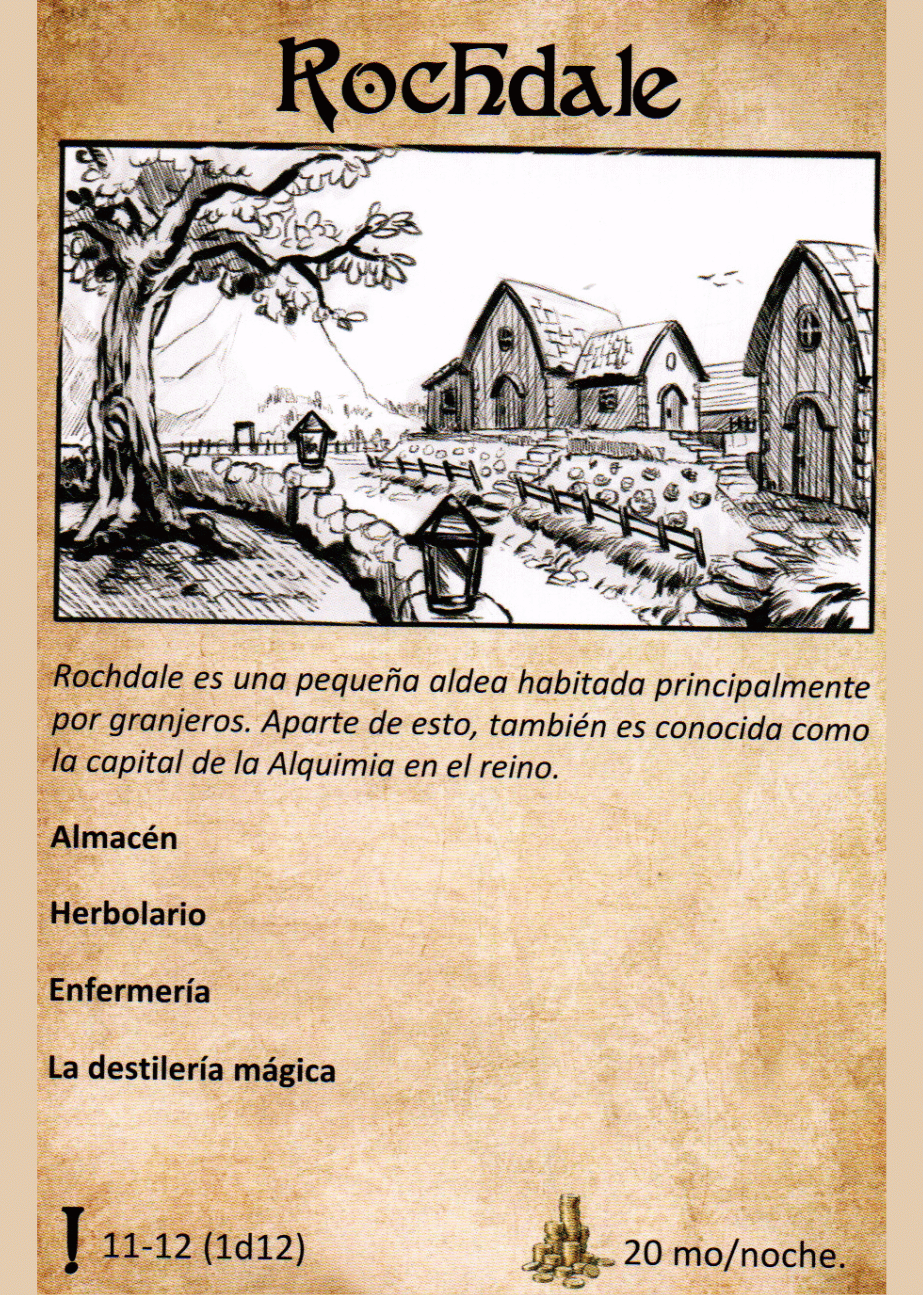 Rochdale
Rochdale es una pequeña aldea habitada principalmente
por granjeros. Aparte de esto, también es conocida como
la capital de la Alquimia en el reino.
Almacén
Herbolario
Enfermería
La destilería mágica
11-12 (1d12)
20 mo/noche.